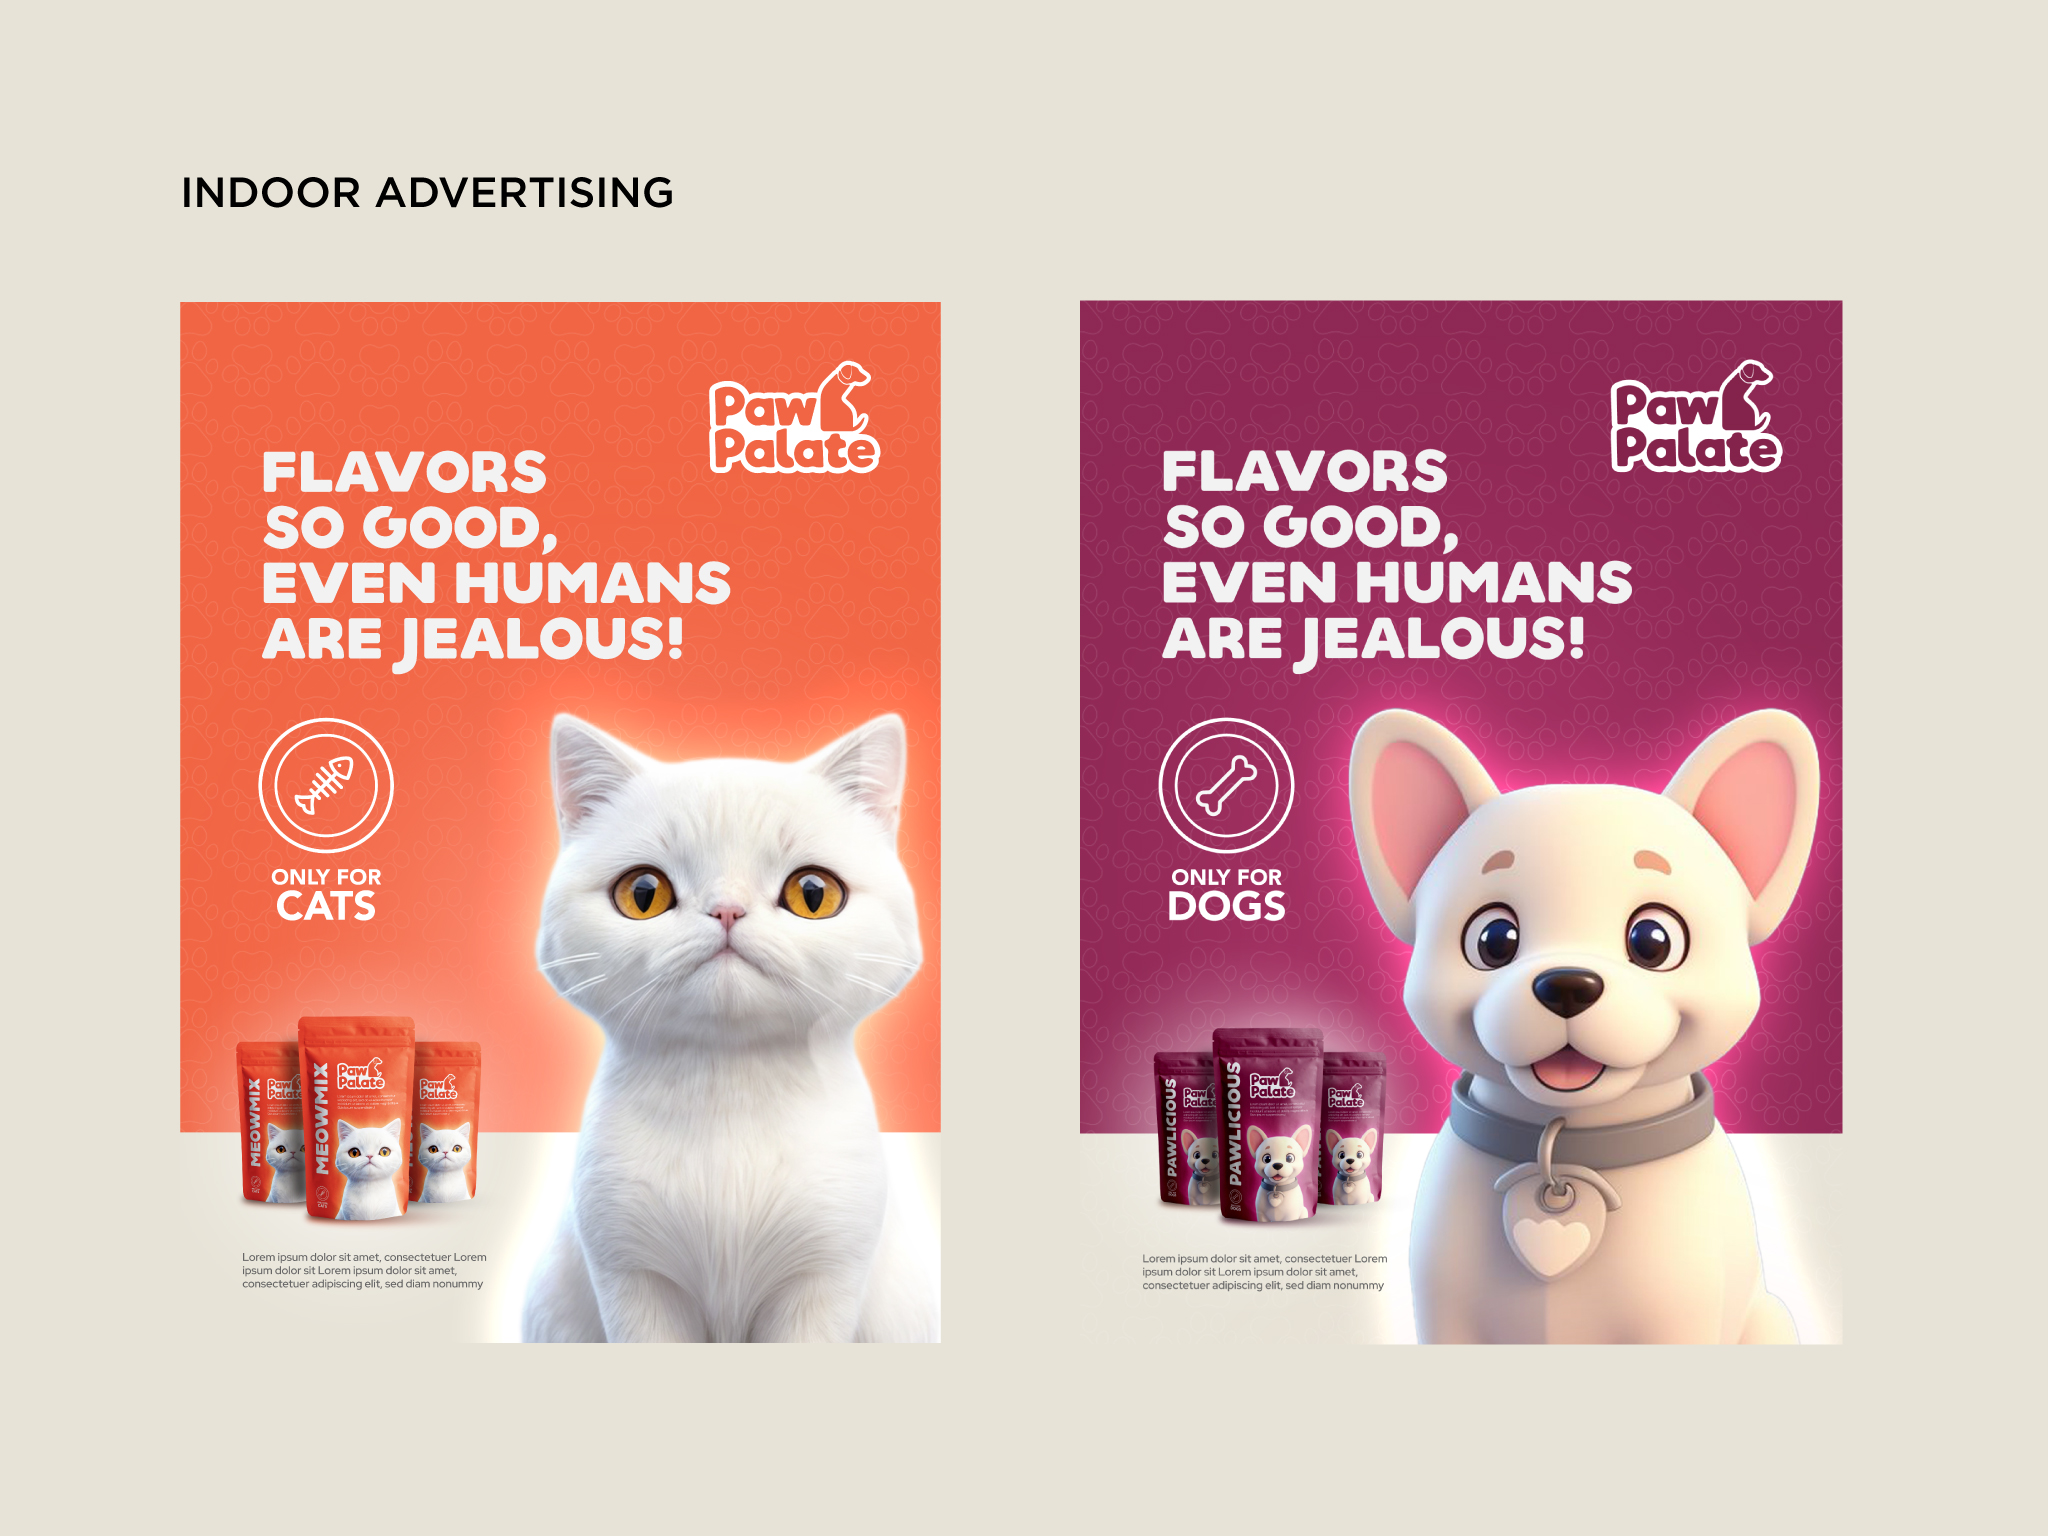 INDOOR ADVERTISING
Paw
Palate
FLAVORS
SO GOOD,
EVEN HUMANS
ARE JEALOUS!
ONLY FOR
CATS
MEOWMIX
Paw
Palate
MEOWMIX
Paw
Palate
Paw
Palate
Lorem ipsum dolor sit amet, consectetuer Lorem
ipsum dolor sit Lorem ipsum dolor sit amet,
consectetuer adipiscing elit, sed diam nonummy
Paw
Palate
FLAVORS
SO GOOD,
EVEN HUMANS
ARE JEALOUS!
ONLY FOR
DOGS
PAWLICIOUS
Paw
Palate
PAWLICIOUS
Paw
Palate
Paw
Palate
Lorem ipsum dolor sit amet, consectetuer Lorem
ipsum dolor sit Lorem ipsum dolor sit amet,
consectetuer adipiscing elit, sed diam nonummy